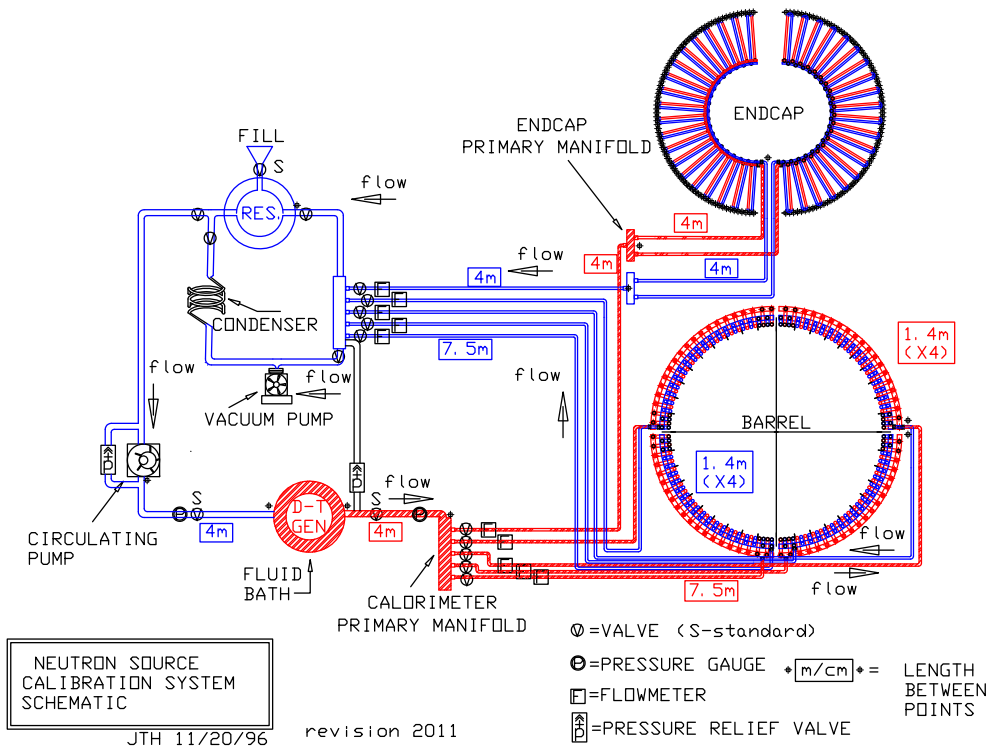 ENDCAP
ENDCAP
PRIMARY MANIFOLD
FILL
S
flow
RES.
4m
flow
4m
4m
4m
CONDENSER
1.4m
(X4)
7.5m
flow
flow
flow
VACUUM PUMP
BARREL
1.4m
(X4)
flow
S
D-T
GEN
S
4m
4m
CIRCULATING
PUMP
flow
FLUID
BATH
7.5m
flow
CALORIMETER
PRIMARY MANIFOLD
V =VALVE (S-standard)
P =PRESSURE GAUGE
m/cm = LENGTH
BETWEEN
POINTS
F =FLOWMETER
P =PRESSURE RELIEF VALVE
NEUTRON SOURCE
CALIBRATION SYSTEM
SCHEMATIC
JTH 11/20/96
revision 2011